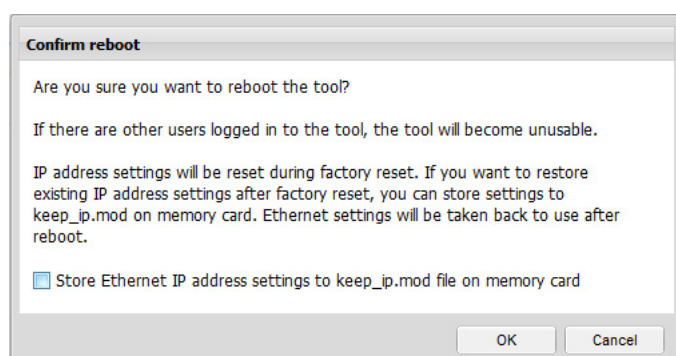 Confirm reboot
Are you sure you want to reboot the tool?
If there are other users logged in to the tool, the tool will become unusable.
IP address settings will be reset during factory reset. If you want to restore
existing IP address settings after factory reset, you can store settings to
keep_ip.mod on memory card. Ethernet settings will be taken back to use after
reboot.
Store Ethernet IP address settings to keep_ip.mod file on memory card
OK Cancel